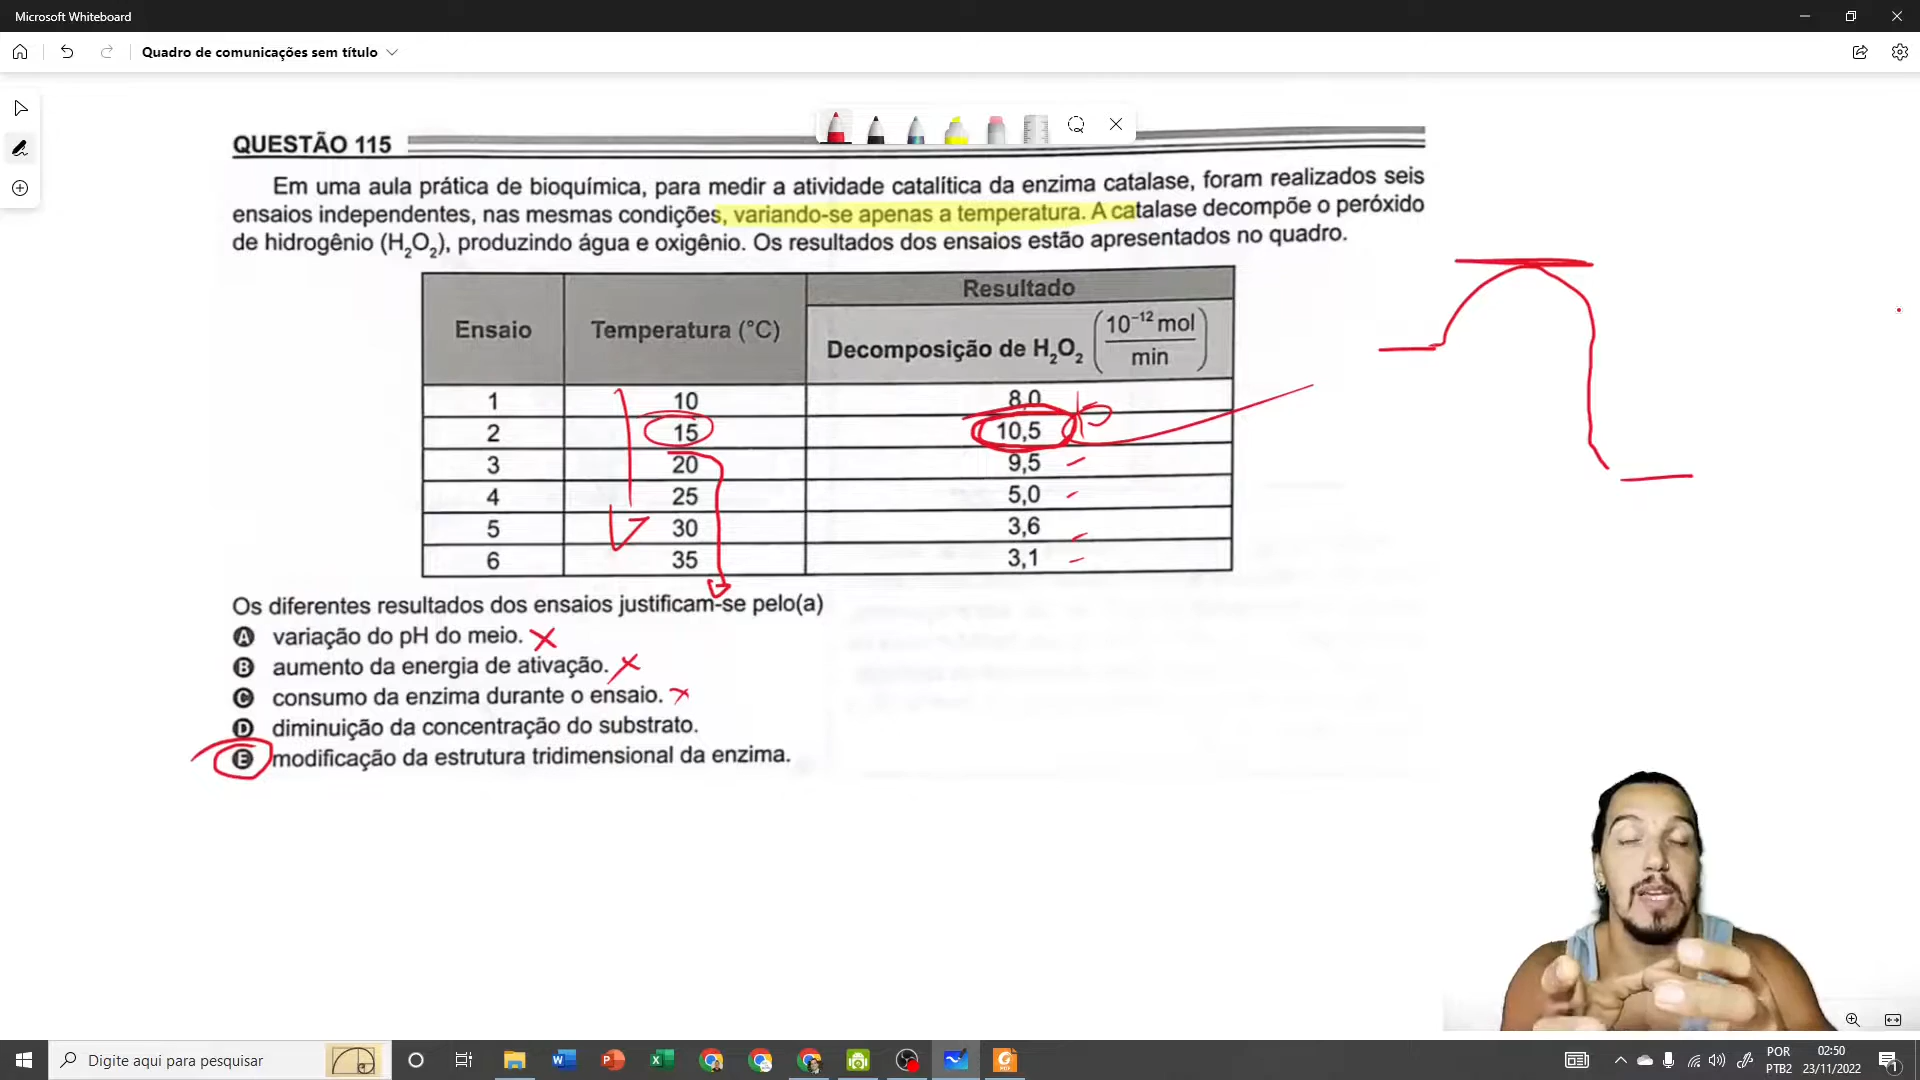 Microsoft Whiteboard
Quadro de comunicações sem título
QUESTÃO 115
Em uma aula prática de bioquímica, para medir a atividade catalítica da enzima catalase, foram realizados seis
ensaios independentes, nas mesmas condições, variando-se apenas a temperatura. A catalase decompõe o peróxido
de hidrogênio (H₂O₂), produzindo água e oxigênio. Os resultados dos ensaios estão apresentados no quadro.
Resultado
Ensaio Temperatura (°C) Decomposição de H₂O₂ (10⁻¹² mol / min)
1 10 8,0
2 15 10,5
3 20 9,5
4 25 5,0
5 30 3,6
6 35 3,1
Os diferentes resultados dos ensaios justificam-se pelo(a)
A variação do pH do meio.
B aumento da energia de ativação.
C consumo da enzima durante o ensaio.
D diminuição da concentração do substrato.
E modificação da estrutura tridimensional da enzima.
Digite aqui para pesquisar
POR
PTB2
02:50
23/11/2022
1